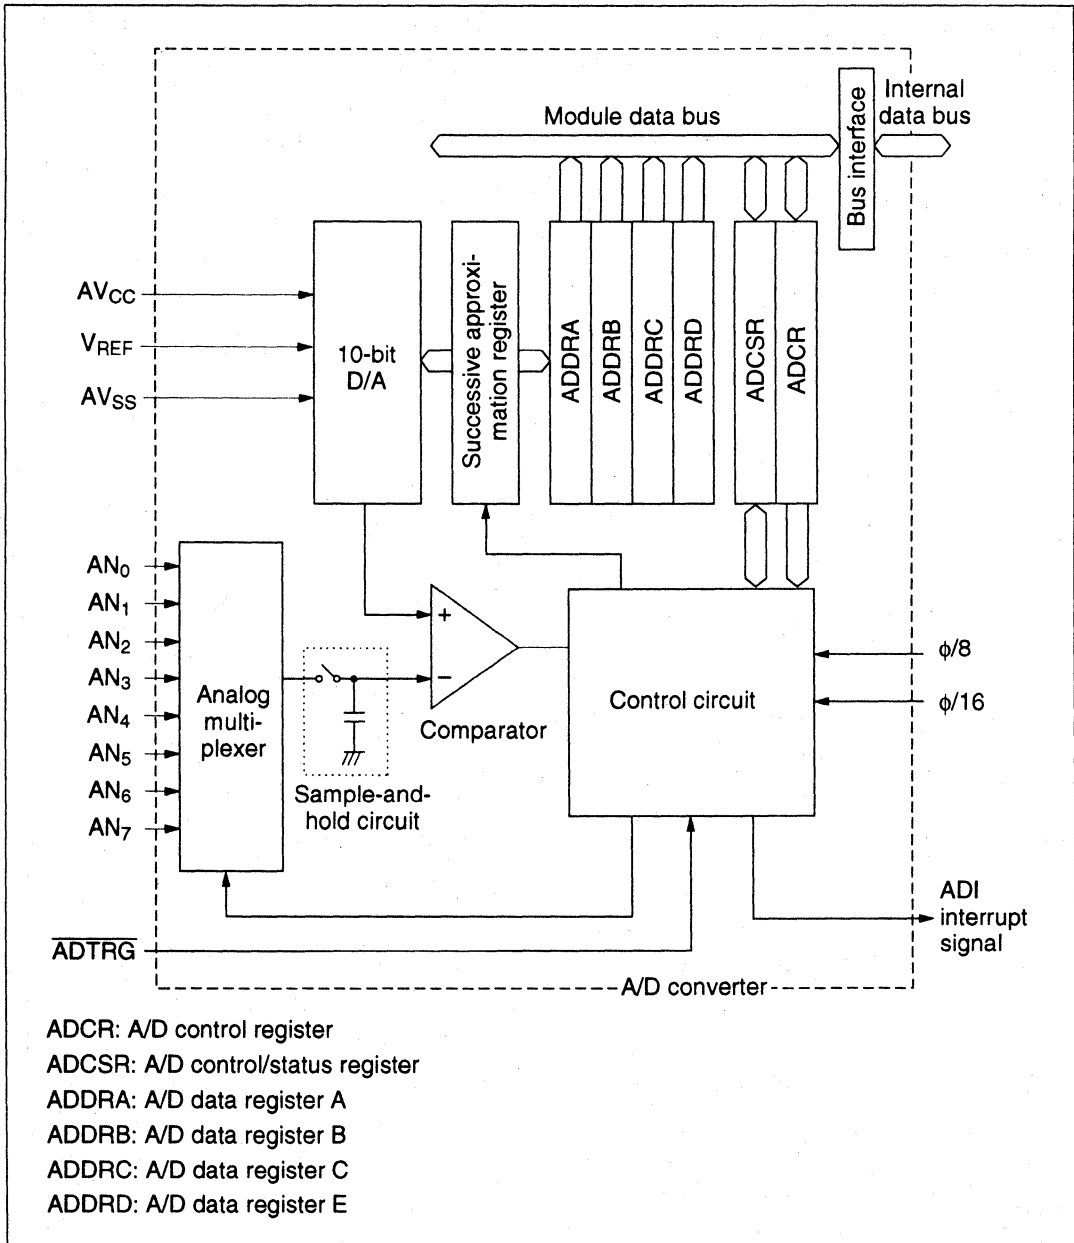 Module data bus
Bus interface
Internal
data bus
AVCC
VREF
AVSS
10-bit
D/A
Successive approxi-
mation register
ADDRA
ADDRB
ADDRC
ADDRD
ADCSR
ADCR
AN0
AN1
AN2
AN3
AN4
AN5
AN6
AN7
Analog
multi-
plexer
Sample-and-
hold circuit
+
−
Comparator
Control circuit
ϕ/8
ϕ/16
ADI
interrupt
signal
ADTRG
A/D converter
ADCR: A/D control register
ADCSR: A/D control/status register
ADDRA: A/D data register A
ADDRB: A/D data register B
ADDRC: A/D data register C
ADDRD: A/D data register E